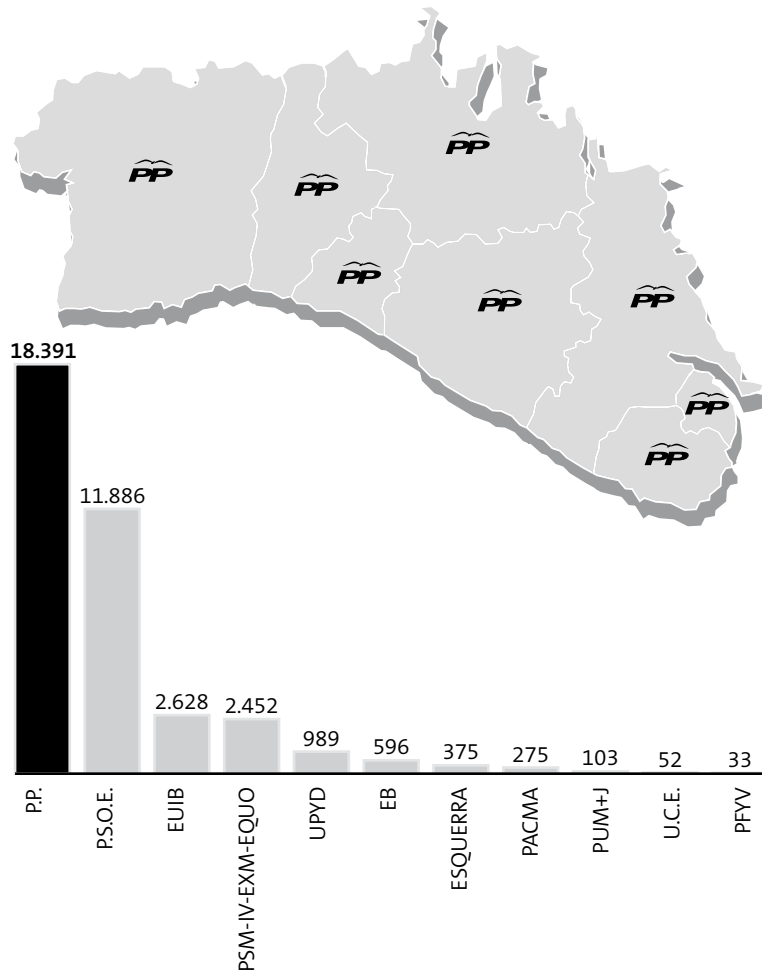 PP
PP
PP
PP
PP
PP
PP
PP
18.391
11.886
2.628
2.452
989
596
375
275
103
52
33
P.P.
P.S.O.E.
EUIB
PSM-IV-EXM-EQUO
UPYD
EB
ESQUERRA
PACMA
PUM+J
U.C.E.
PFYV